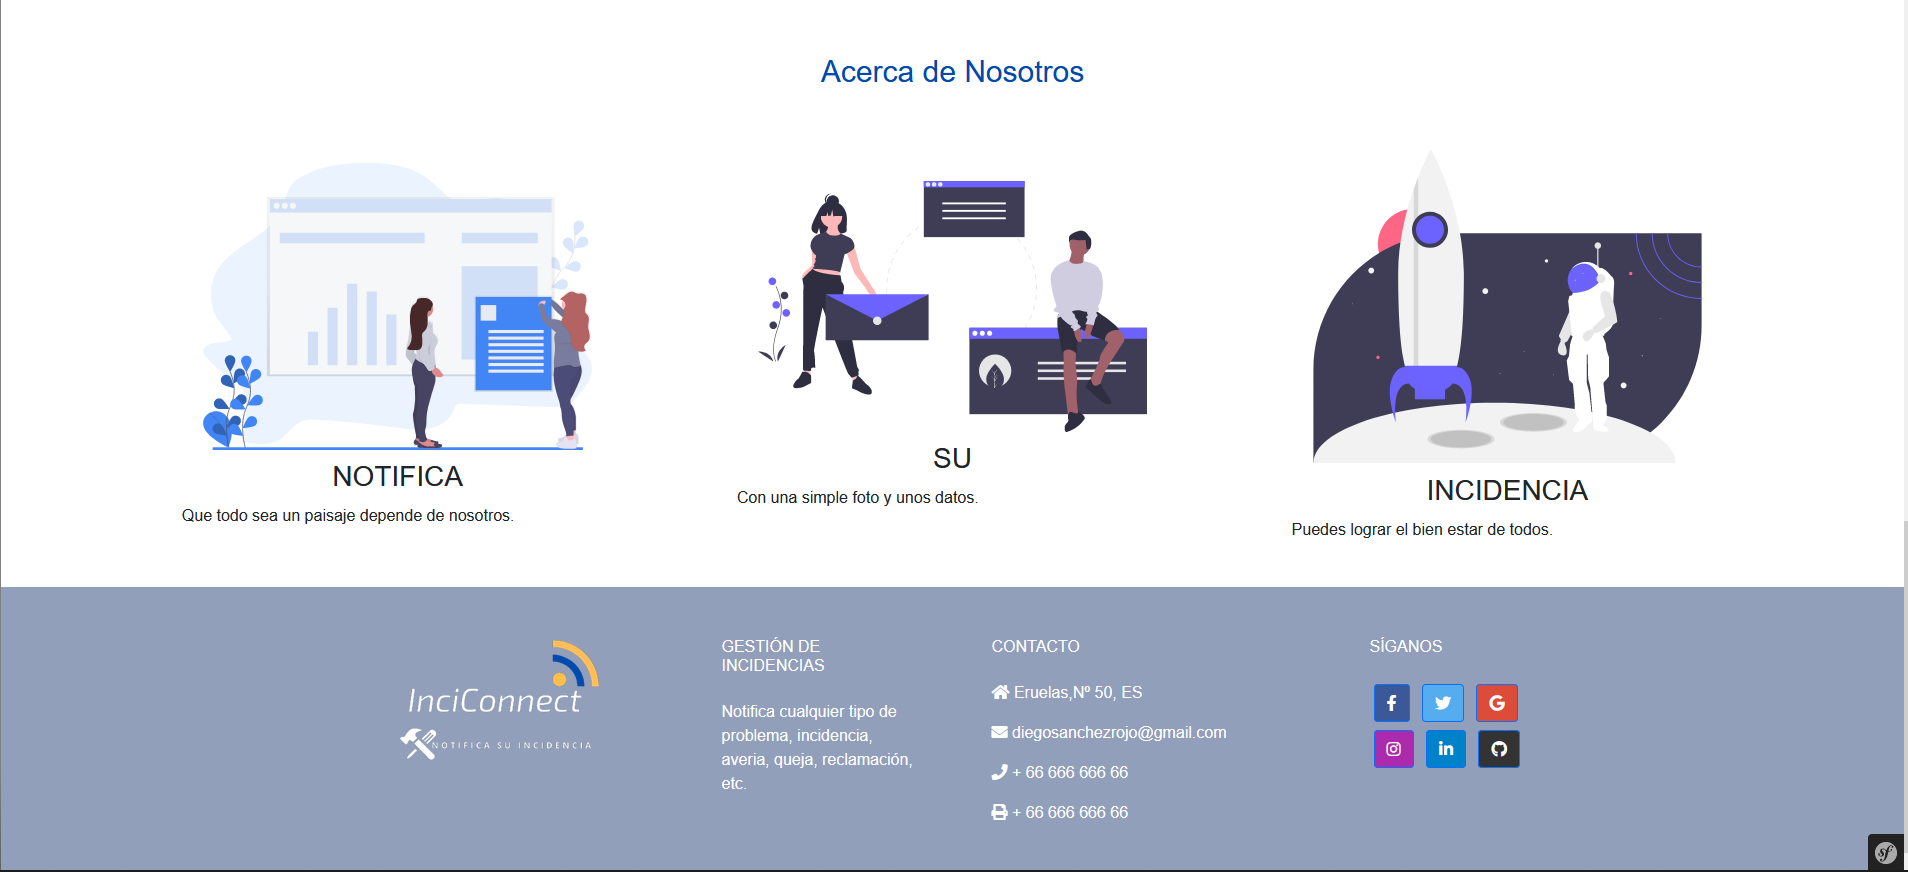 Acerca de Nosotros
NOTIFICA
Que todo sea un paisaje depende de nosotros.
SU
Con una simple foto y unos datos.
INCIDENCIA
Puedes lograr el bien estar de todos.
InciConnect
NOTIFICA SU INCIDENCIA
GESTIÓN DE
INCIDENCIAS
Notifica cualquier tipo de
problema, incidencia,
averia, queja, reclamación,
etc.
CONTACTO
Eruelas,Nº 50, ES
diegosanchezrojo@gmail.com
+ 66 666 666 66
+ 66 666 666 66
SÍGANOS